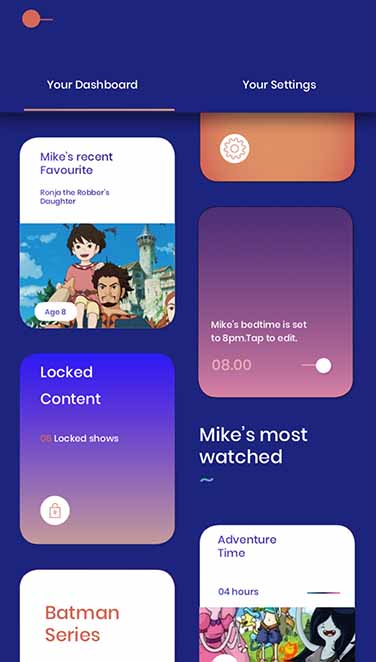 Your Dashboard
Your Settings
Mike's recent
Favourite
Ronja the Robber's
Daughter
Age 8
Mike's bedtime is set
to 8pm.Tap to edit.
08.00
Locked
Content
06 Locked shows
Mike's most
watched
Adventure
Time
04 hours
Batman
Series